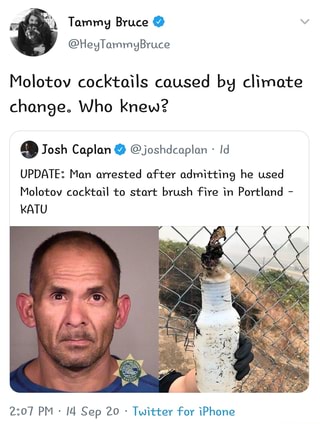 Tammy Bruce
@HeyTammyBruce
Molotov cocktails caused by climate
change. Who knew?
Josh Caplan @joshdcaplan · 1d
UPDATE: Man arrested after admitting he used
Molotov cocktail to start brush fire in Portland -
KATU
2:07 PM · 14 Sep 20 · Twitter for iPhone